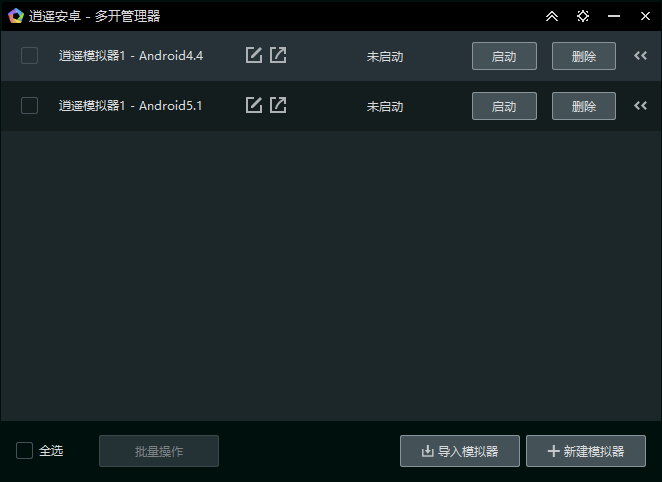 逍遥安卓 - 多开管理器
逍遥模拟器1 - Android4.4 未启动 启动 删除
逍遥模拟器1 - Android5.1 未启动 启动 删除
全选 批量操作 导入模拟器 新建模拟器